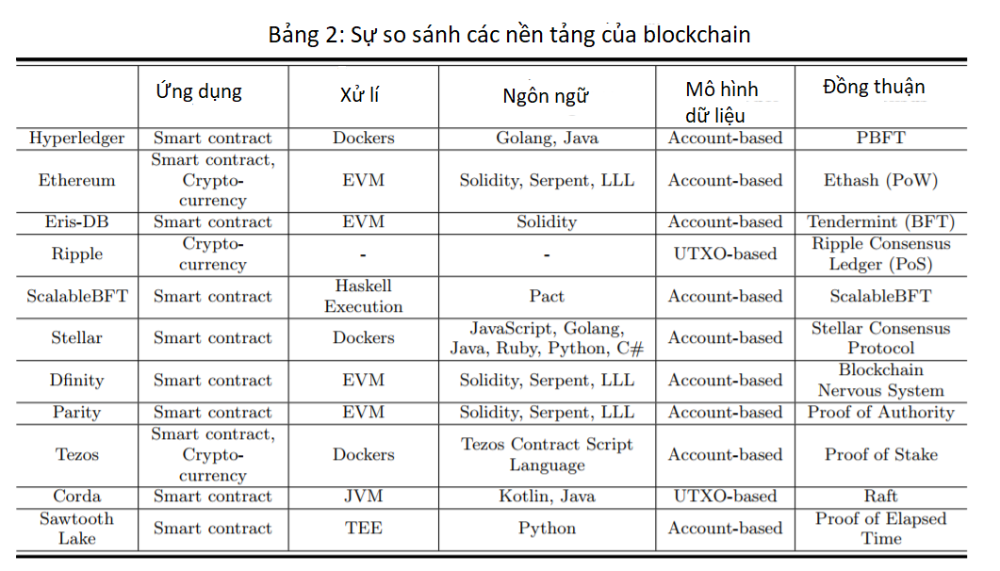 Bảng 2: Sự so sánh các nền tảng của blockchain
Ứng dụng Xử lí Ngôn ngữ Mô hình dữ liệu Đồng thuận
Hyperledger Smart contract Dockers Golang, Java Account-based PBFT
Ethereum Smart contract, Crypto-currency EVM Solidity, Serpent, LLL Account-based Ethash (PoW)
Eris-DB Smart contract EVM Solidity Account-based Tendermint (BFT)
Ripple Crypto-currency - - UTXO-based Ripple Consensus Ledger (PoS)
ScalableBFT Smart contract Haskell Execution Pact Account-based ScalableBFT
Stellar Smart contract Dockers JavaScript, Golang, Java, Ruby, Python, C# Account-based Stellar Consensus Protocol
Dfinity Smart contract EVM Solidity, Serpent, LLL Account-based Blockchain Nervous System
Parity Smart contract EVM Solidity, Serpent, LLL Account-based Proof of Authority
Tezos Smart contract, Crypto-currency Dockers Tezos Contract Script Language Account-based Proof of Stake
Corda Smart contract JVM Kotlin, Java UTXO-based Raft
Sawtooth Lake Smart contract TEE Python Account-based Proof of Elapsed Time